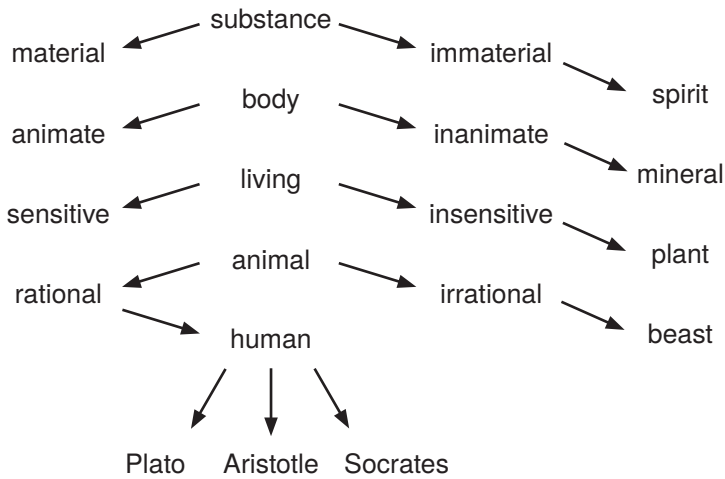 substance
material immaterial
spirit
body
animate inanimate
mineral
living
sensitive insensitive
plant
animal
rational irrational
beast
human
Plato Aristotle Socrates